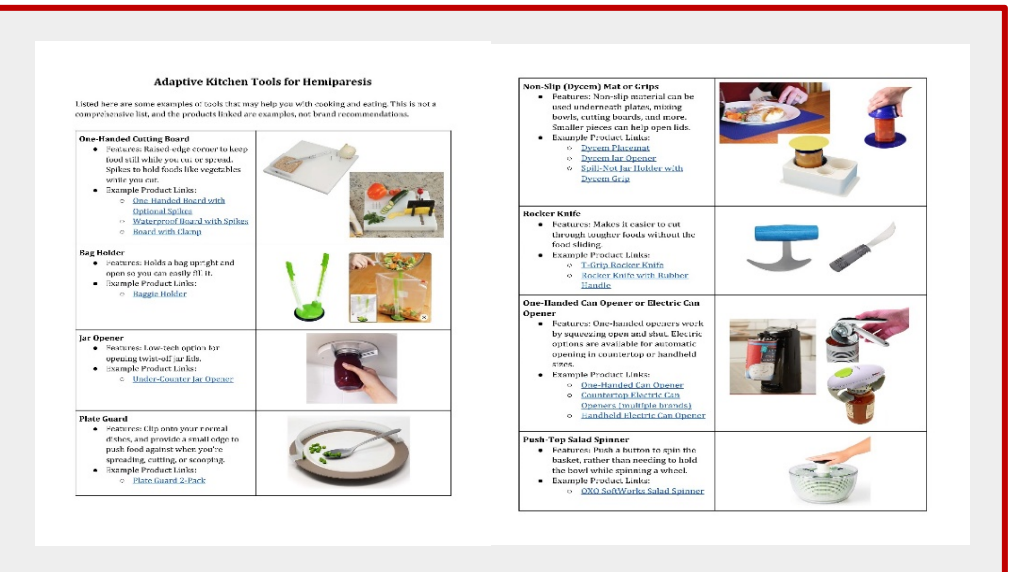 Adaptive Kitchen Tools for Hemiparesis
Listed here are some examples of tools that may help you with cooking and eating. This is not a
comprehensive list, and the products linked are examples, not brand recommendations.
One-Handed Cutting Board
● Features: Raised-edge corner to keep
food still while you cut or spread.
Spikes to hold foods like vegetables
while you cut.
● Example Product Links:
○ One-Handed Board with
Optional Spikes
○ Waterproof Board with Spikes
○ Board with Clamp
Bag Holder
● Features: Holds a bag upright and
open so you can easily fill it.
● Example Product Links:
○ Baggie Holder
Jar Opener
● Features: Low-tech option for
opening twist-off jar lids.
● Example Product Links:
○ Under-Counter Jar Opener
Plate Guard
● Features: Clip onto your normal
dishes, and provide a small edge to
push food against when you're
spreading, cutting, or scooping.
● Example Product Links:
○ Plate Guard 2-Pack
Non-Slip (Dycem) Mat or Grips
● Features: Non-slip material can be
used underneath plates, mixing
bowls, cutting boards, and more.
Smaller pieces can help open lids.
● Example Product Links:
○ Dycem Placemat
○ Dycem Jar Opener
○ Spill-Not Jar Holder with
Dycem Grip
Rocker Knife
● Features: Makes it easier to cut
through tougher foods without the
food sliding.
● Example Product Links:
○ T-Grip Rocker Knife
○ Rocker Knife with Rubber
Handle
One-Handed Can Opener or Electric Can
Opener
● Features: One-handed openers work
by squeezing open and shut. Electric
options are available for automatic
opening in countertop or handheld
sizes.
● Example Product Links:
○ One-Handed Can Opener
○ Countertop Electric Can
Openers (multiple brands)
○ Handheld Electric Can Opener
Push-Top Salad Spinner
● Features: Push a button to spin the
basket, rather than needing to hold
the bowl while spinning a wheel.
● Example Product Links:
○ OXO SoftWorks Salad Spinner